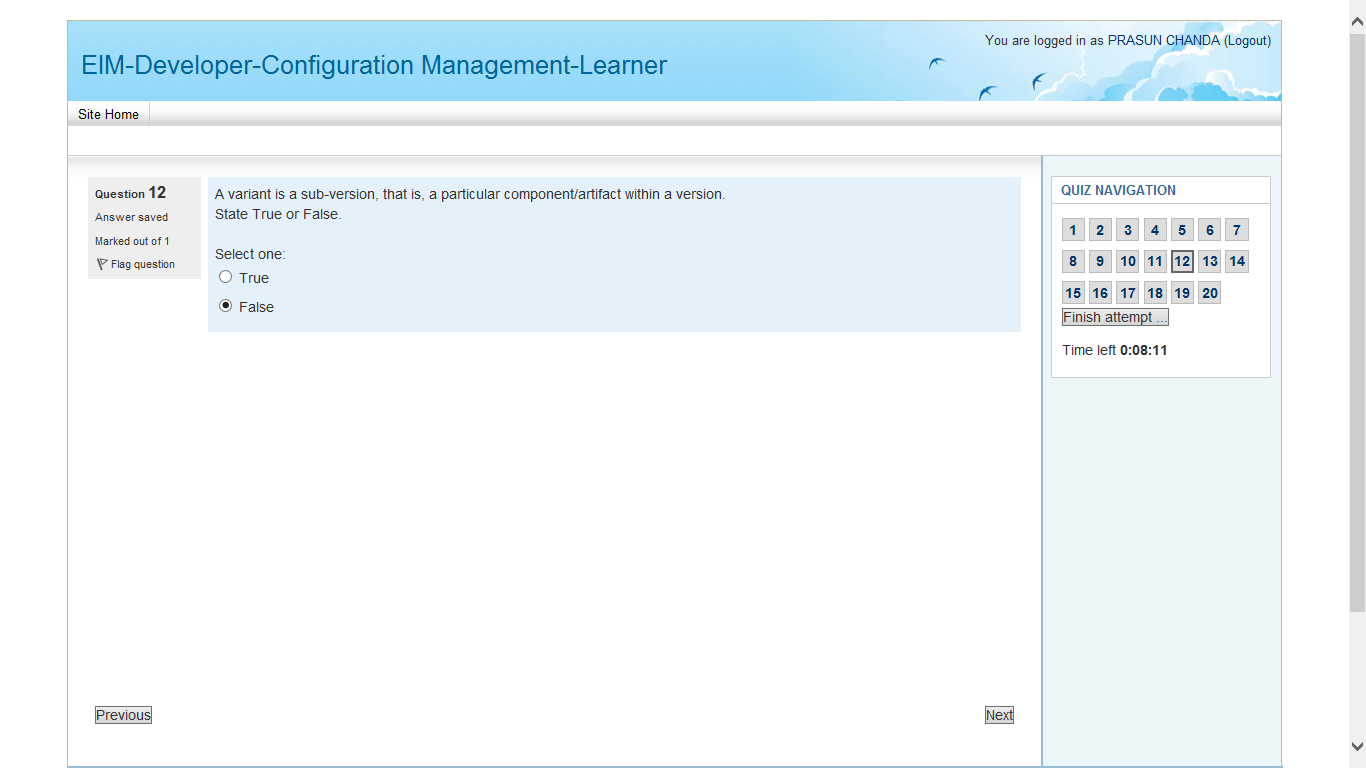 You are logged in as PRASUN CHANDA (Logout)
EIM-Developer-Configuration Management-Learner
Site Home
Question 12
Answer saved
Marked out of 1
Flag question
A variant is a sub-version, that is, a particular component/artifact within a version.
State True or False.
Select one:
True
False
QUIZ NAVIGATION
1 2 3 4 5 6 7
8 9 10 11 12 13 14
15 16 17 18 19 20
Finish attempt ...
Time left 0:08:11
Previous
Next